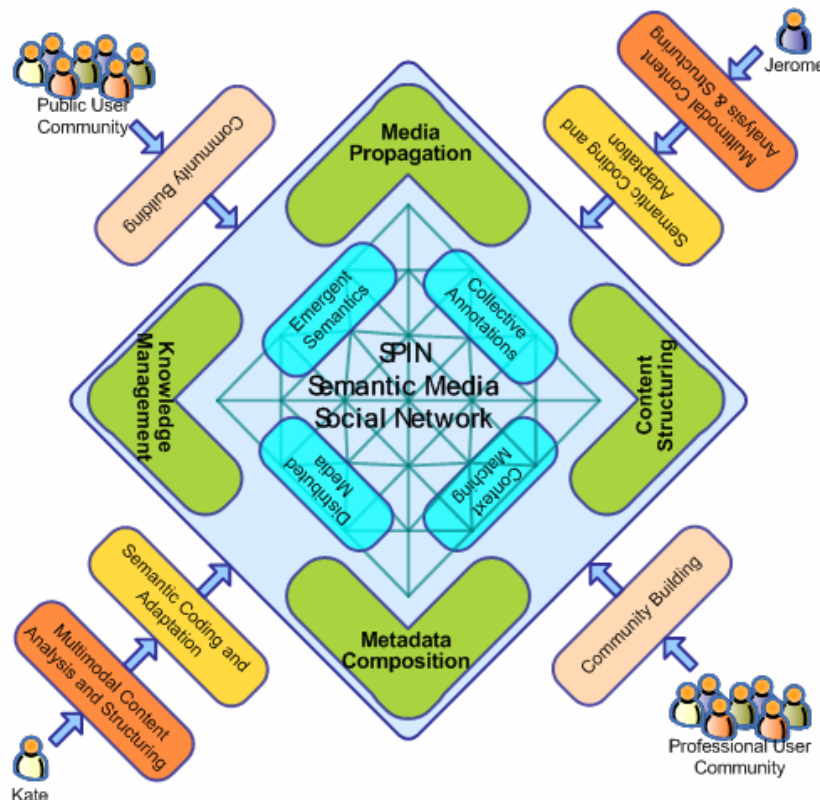 Public User
Community
Community Building
Media
Propagation
Jerome
Multimodal Content
Analysis & Structuring
Semantic Coding and
Adaptation
Emergent
Semantics
Collective
Annotations
Knowledge
Management
SPIN
Semantic Media
Social Network
Content
Structuring
Distributed
Media
Context
Matching
Semantic Coding and
Adaptation
Multimodal Content
Analysis and Structuring
Kate
Metadata
Composition
Community Building
Professional User
Community